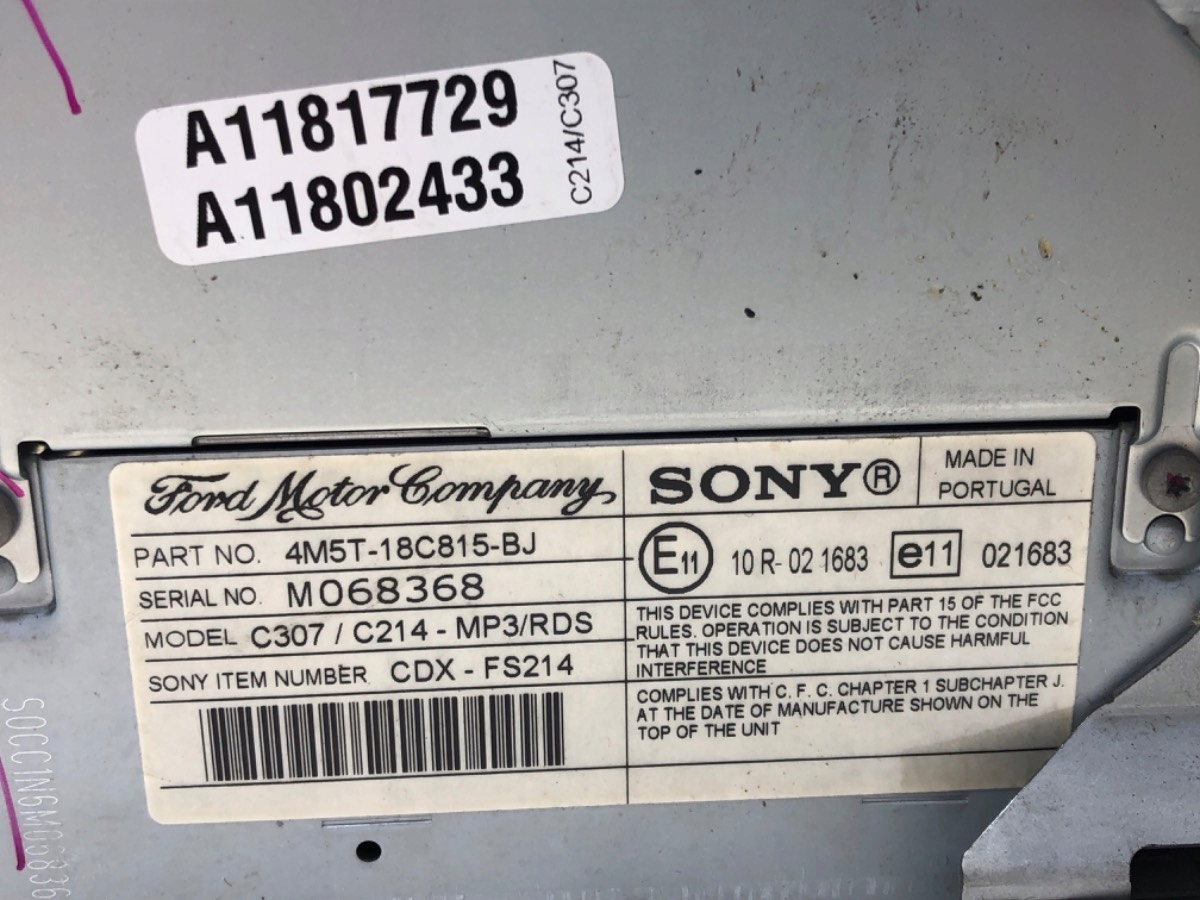 A11817729
A11802433
C214/C307
Ford Motor Company
PART NO. 4M5T-18C815-BJ
SERIAL NO. M068368
MODEL C307 / C214 - MP3/RDS
SONY ITEM NUMBER CDX - FS214
SONY®
MADE IN
PORTUGAL
E11 10 R- 02 1683 e11 021683
THIS DEVICE COMPLIES WITH PART 15 OF THE FCC
RULES. OPERATION IS SUBJECT TO THE CONDITION
THAT THIS DEVICE DOES NOT CAUSE HARMFUL
INTERFERENCE
COMPLIES WITH C. F. C. CHAPTER 1 SUBCHAPTER J.
AT THE DATE OF MANUFACTURE SHOWN ON THE
TOP OF THE UNIT